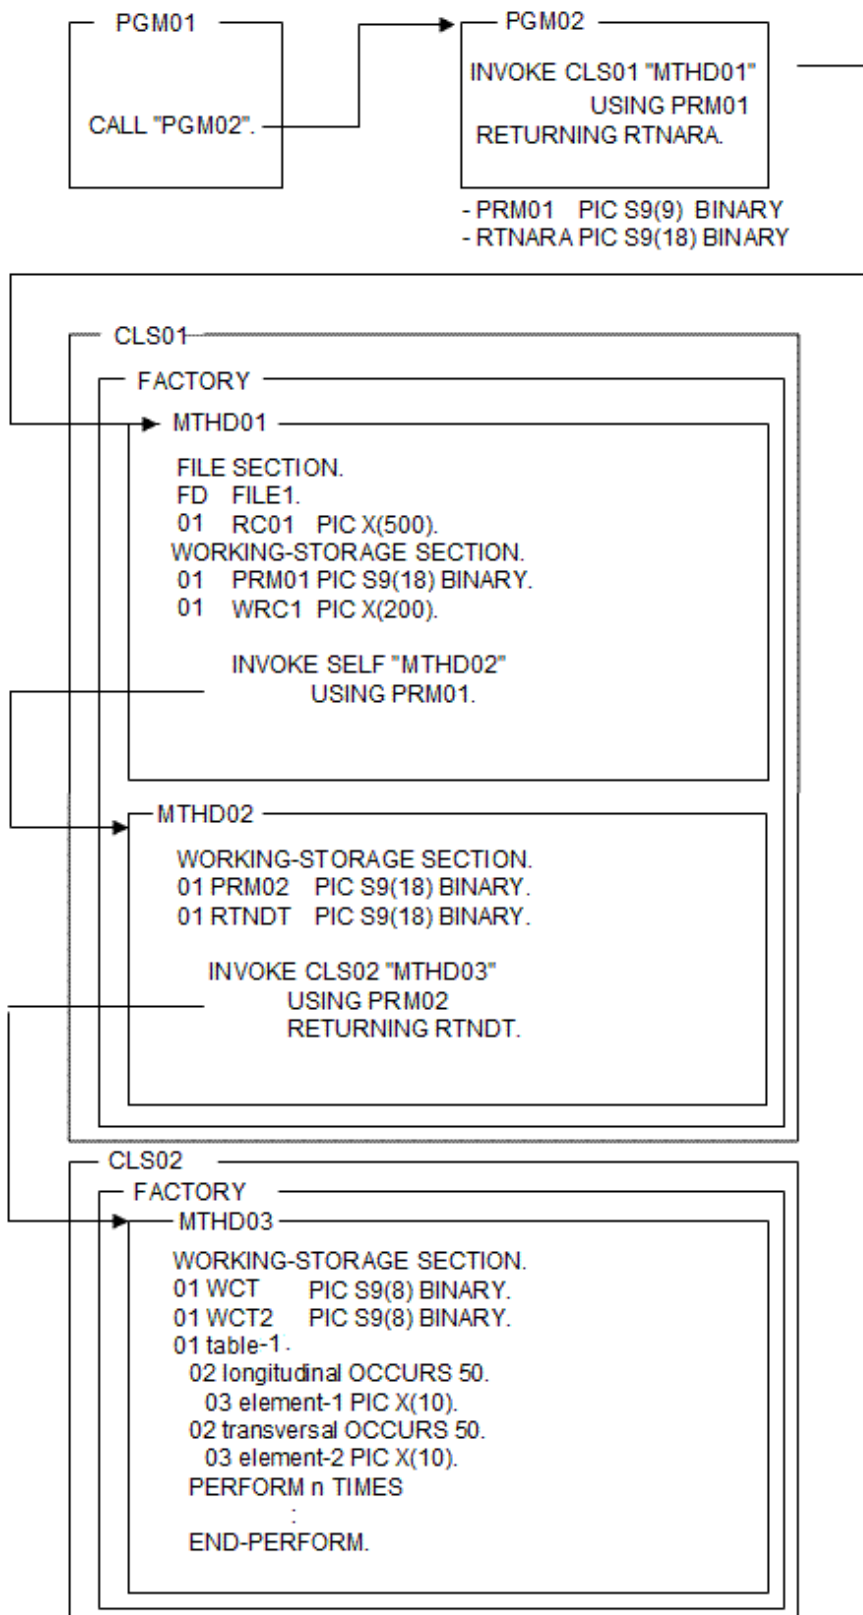 PGM01
CALL "PGM02".
PGM02
INVOKE CLS01 "MTHD01"
USING PRM01
RETURNING RTNARA.
- PRM01 PIC S9(9) BINARY
- RTNARA PIC S9(18) BINARY
CLS01
FACTORY
MTHD01
FILE SECTION.
FD FILE1.
01 RC01 PIC X(500).
WORKING-STORAGE SECTION.
01 PRM01 PIC S9(18) BINARY.
01 WRC1 PIC X(200).
INVOKE SELF "MTHD02"
USING PRM01.
MTHD02
WORKING-STORAGE SECTION.
01 PRM02 PIC S9(18) BINARY.
01 RTNDT PIC S9(18) BINARY.
INVOKE CLS02 "MTHD03"
USING PRM02
RETURNING RTNDT.
CLS02
FACTORY
MTHD03
WORKING-STORAGE SECTION.
01 WCT PIC S9(8) BINARY.
01 WCT2 PIC S9(8) BINARY.
01 table-1.
02 longitudinal OCCURS 50.
03 element-1 PIC X(10).
02 transversal OCCURS 50.
03 element-2 PIC X(10).
PERFORM n TIMES
:
END-PERFORM.